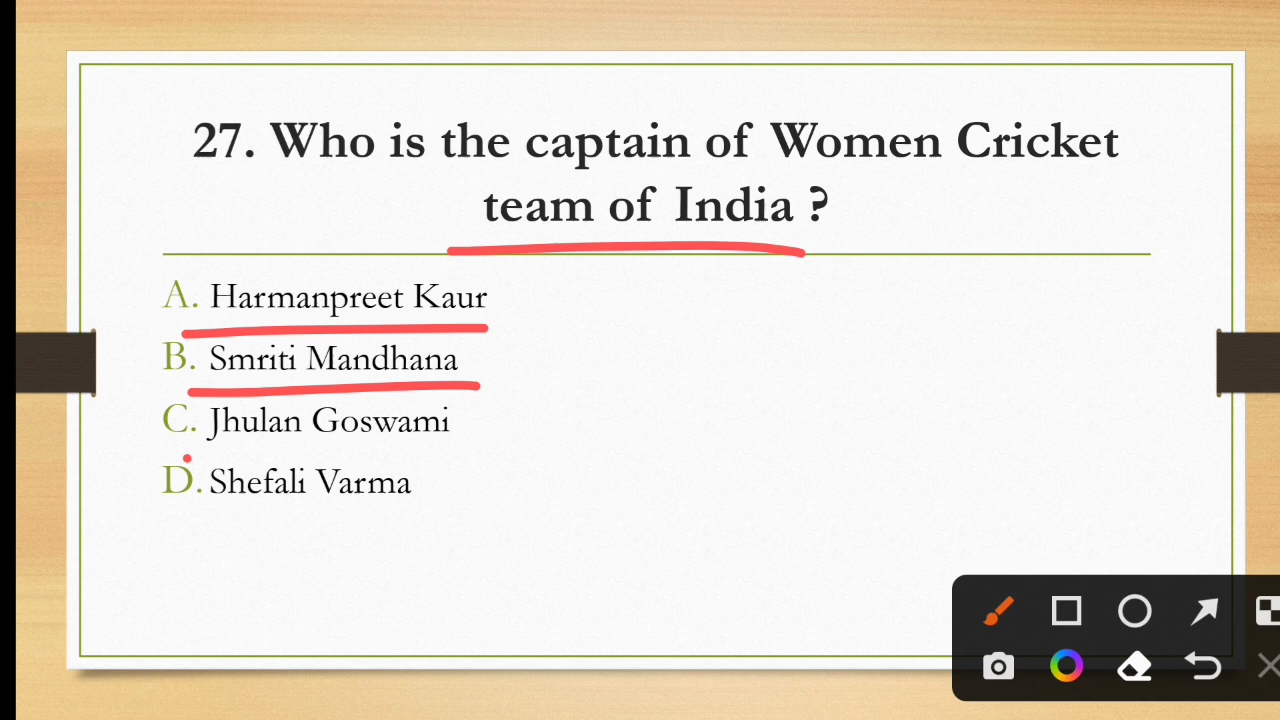 27. Who is the captain of Women Cricket
team of India ?
A. Harmanpreet Kaur
B. Smriti Mandhana
C. Jhulan Goswami
D. Shefali Varma